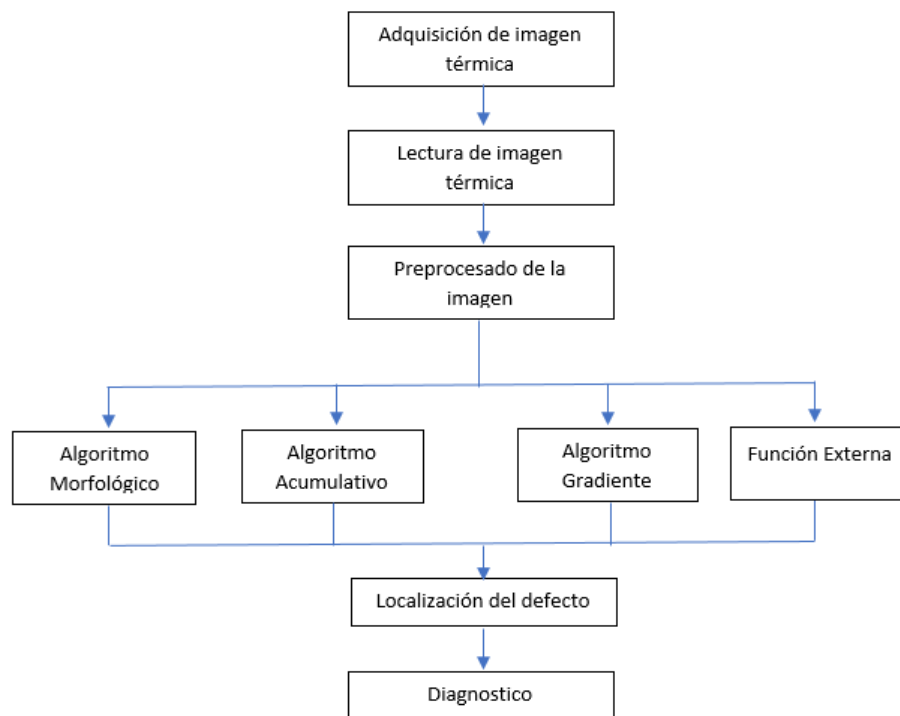 Adquisición de imagen
térmica
Lectura de imagen
térmica
Preprocesado de la
imagen
Algoritmo
Morfológico
Algoritmo
Acumulativo
Algoritmo
Gradiente
Función Externa
Localización del defecto
Diagnostico